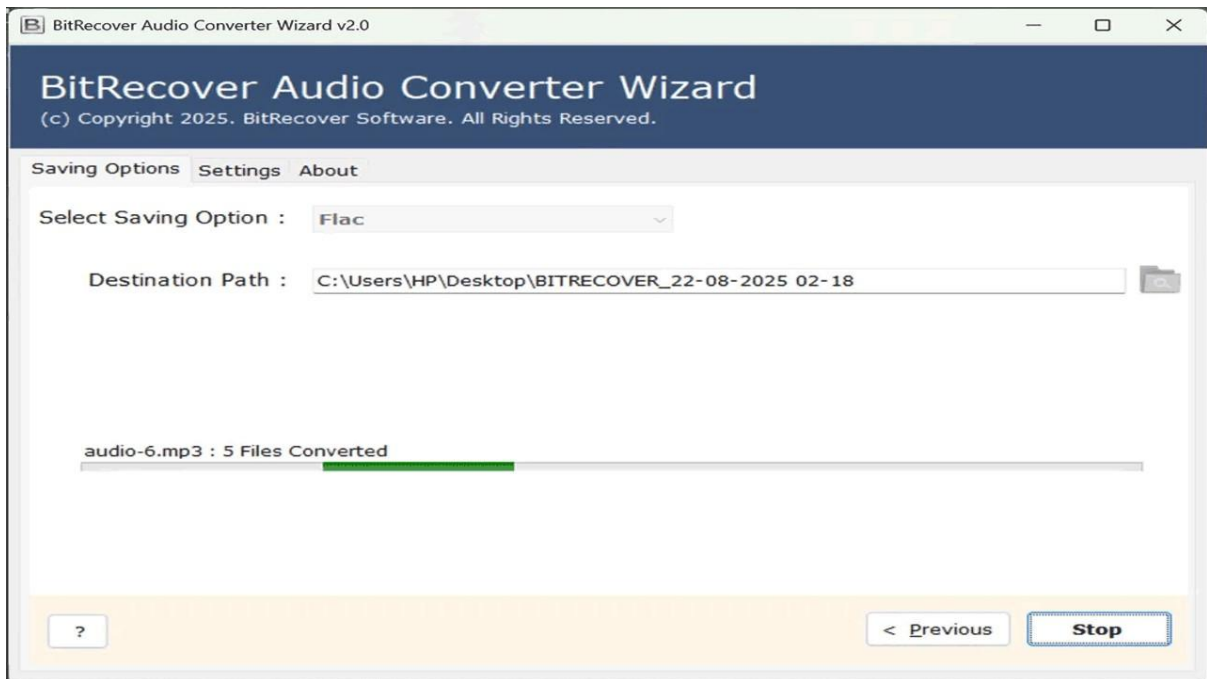 BitRecover Audio Converter Wizard v2.0
BitRecover Audio Converter Wizard
(c) Copyright 2025. BitRecover Software. All Rights Reserved.
Saving Options Settings About
Select Saving Option : Flac
Destination Path : C:\Users\HP\Desktop\BITRECOVER_22-08-2025 02-18
audio-6.mp3 : 5 Files Converted
? < Previous Stop